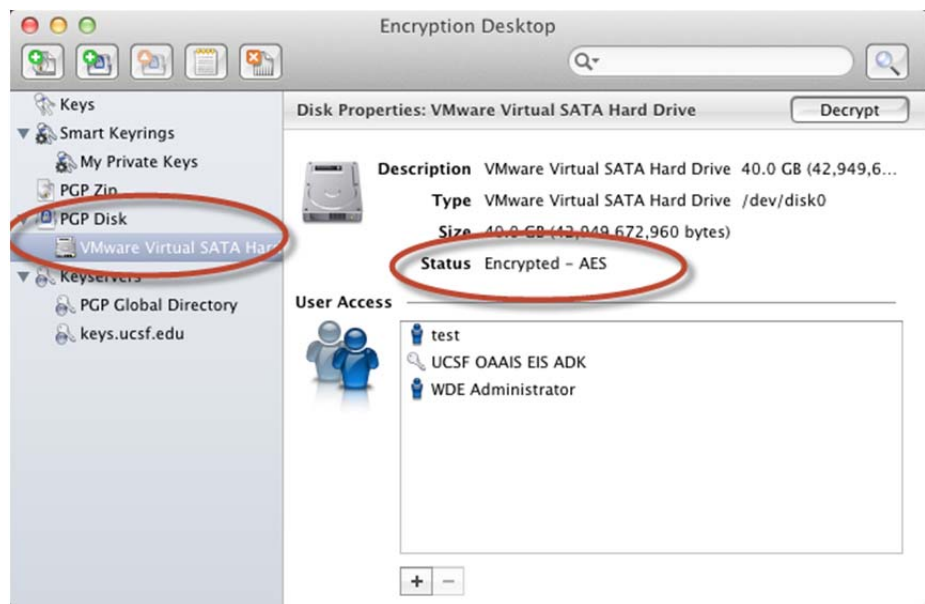 Encryption Desktop
Keys
Smart Keyrings
My Private Keys
PGP Zip
PGP Disk
VMware Virtual SATA Hard
Keyservers
PGP Global Directory
keys.ucsf.edu
Disk Properties: VMware Virtual SATA Hard Drive
Decrypt
Description VMware Virtual SATA Hard Drive 40.0 GB (42,949,6...
Type VMware Virtual SATA Hard Drive /dev/disk0
Size 40.0 GB (42,949,672,960 bytes)
Status Encrypted – AES
User Access
test
UCSF OAAIS EIS ADK
WDE Administrator
+ −